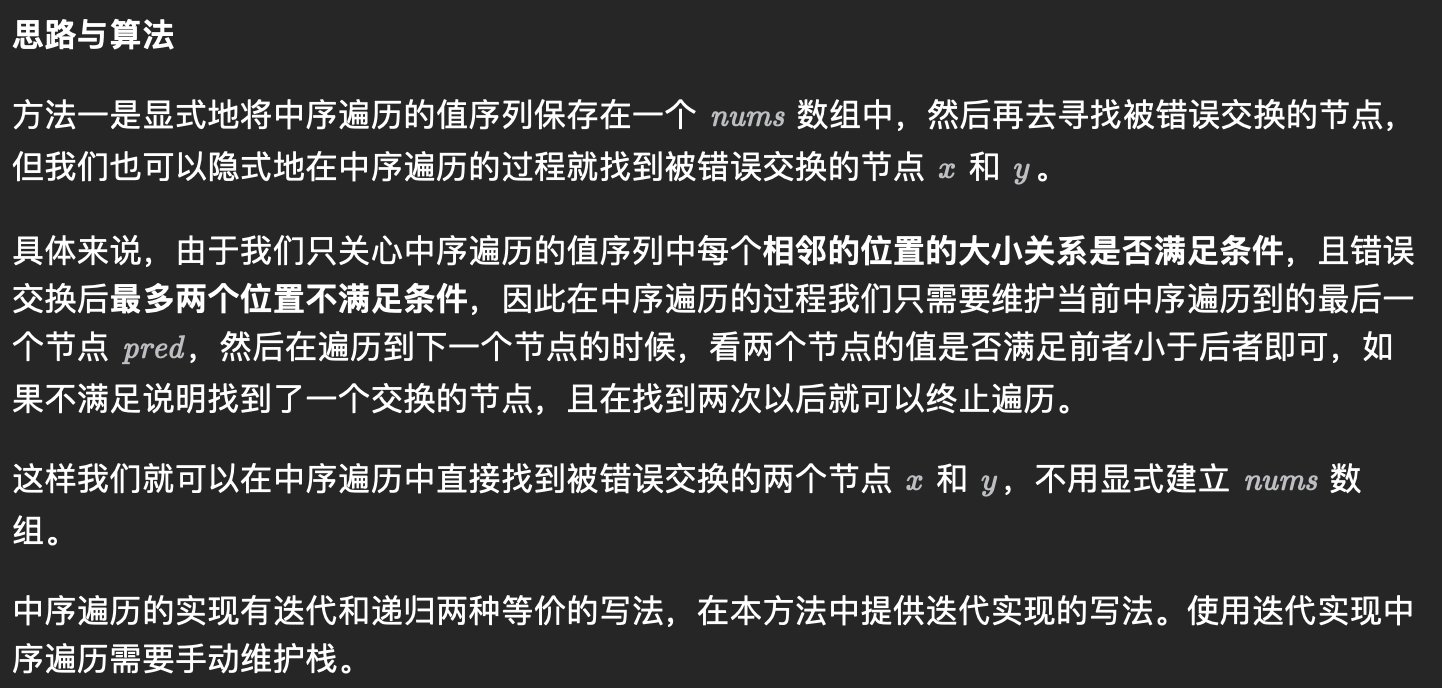 思路与算法
方法一是显式地将中序遍历的值序列保存在一个 nums 数组中，然后再去寻找被错误交换的节点，
但我们也可以隐式地在中序遍历的过程就找到被错误交换的节点 x 和 y。
具体来说，由于我们只关心中序遍历的值序列中每个相邻的位置的大小关系是否满足条件，且错误
交换后最多两个位置不满足条件，因此在中序遍历的过程我们只需要维护当前中序遍历到的最后一
个节点 pred，然后在遍历到下一个节点的时候，看两个节点的值是否满足前者小于后者即可，如
果不满足说明找到了一个交换的节点，且在找到两次以后就可以终止遍历。
这样我们就可以在中序遍历中直接找到被错误交换的两个节点 x 和 y，不用显式建立 nums 数
组。
中序遍历的实现有迭代和递归两种等价的写法，在本方法中提供迭代实现的写法。使用迭代实现中
序遍历需要手动维护栈。